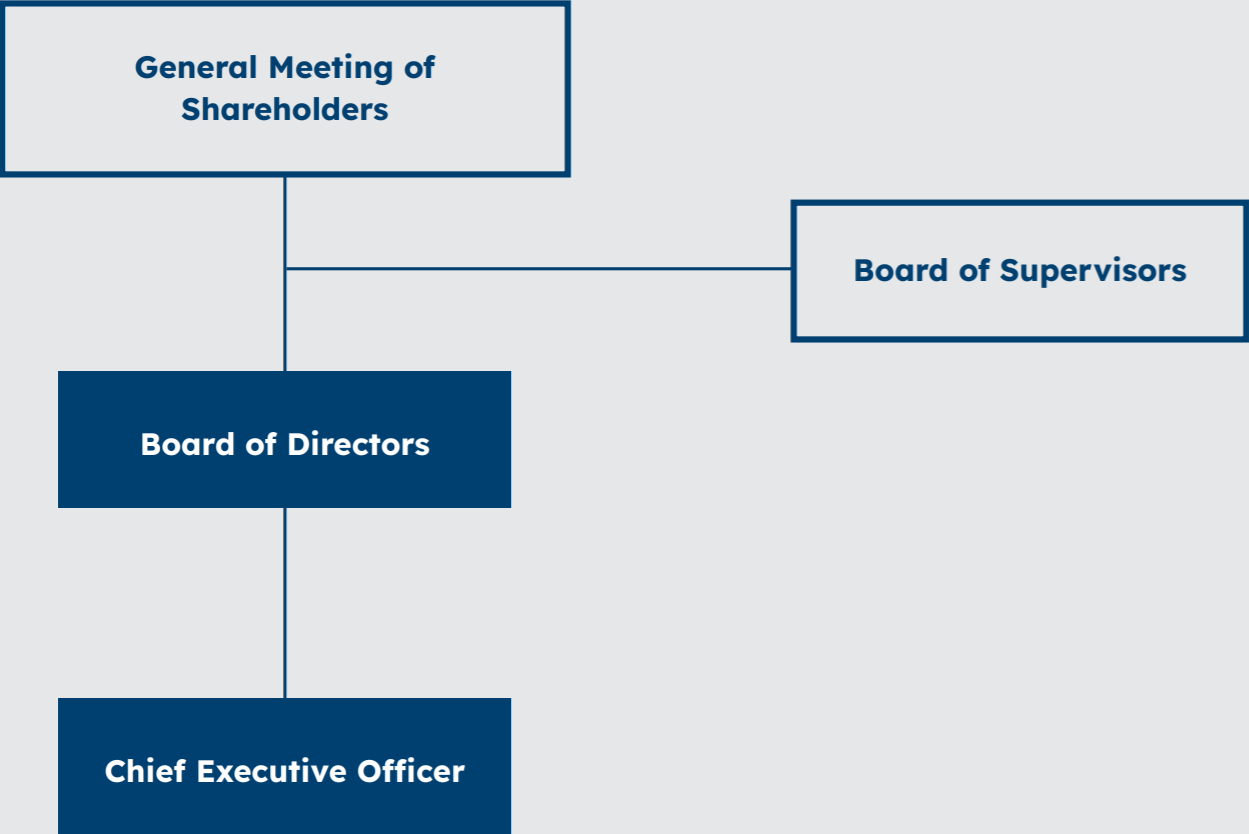 General Meeting of
Shareholders
Board of Supervisors
Board of Directors
Chief Executive Officer